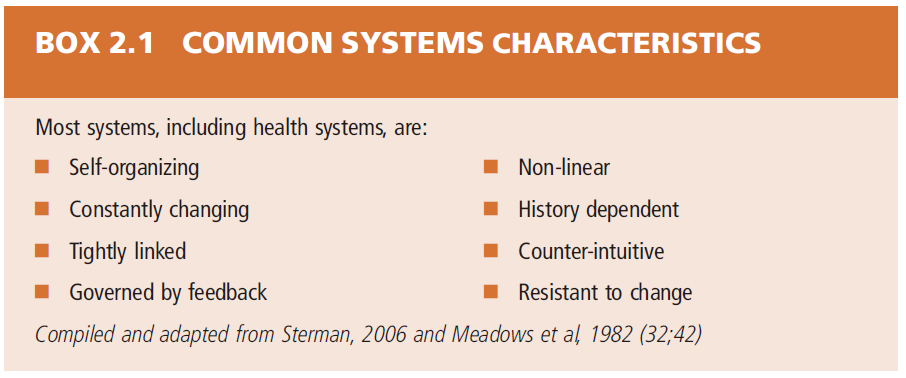 BOX 2.1 COMMON SYSTEMS CHARACTERISTICS
Most systems, including health systems, are:
Self-organizing
Constantly changing
Tightly linked
Governed by feedback
Non-linear
History dependent
Counter-intuitive
Resistant to change
Compiled and adapted from Sterman, 2006 and Meadows et al, 1982 (32;42)